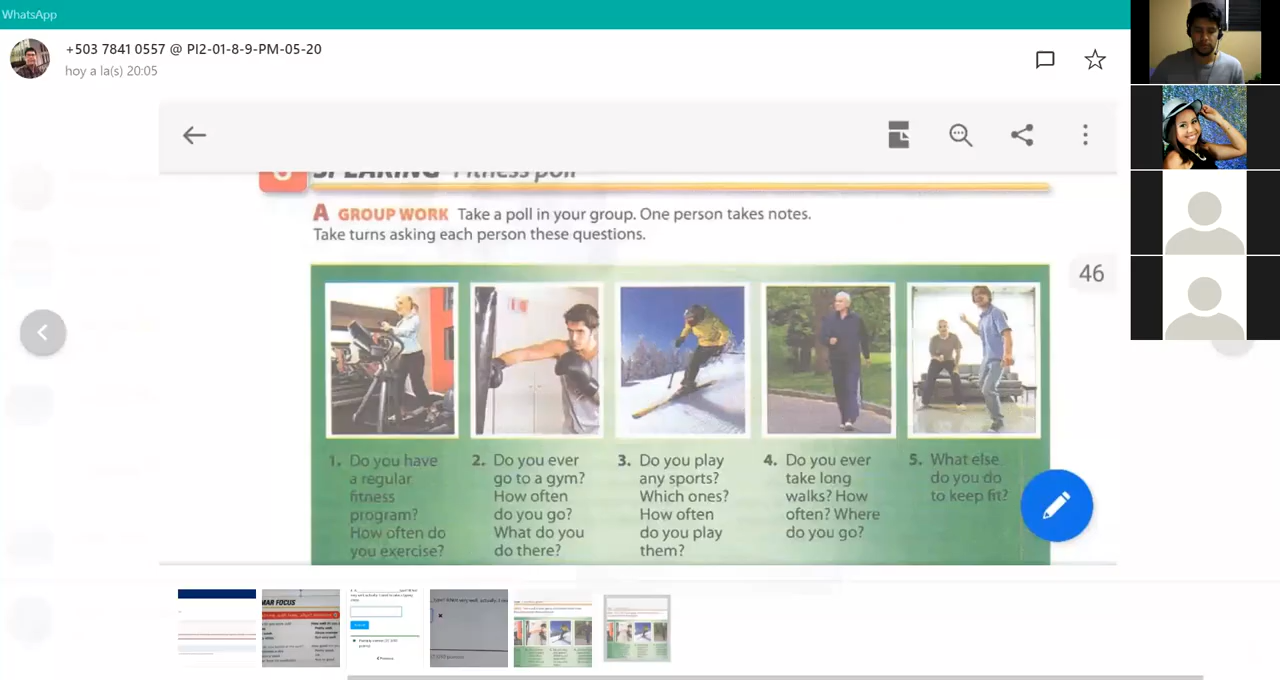 WhatsApp
+503 7841 0557 @ PI2-01-8-9-PM-05-20
hoy a la(s) 20:05
SPEAKING Fitness poll
A GROUP WORK Take a poll in your group. One person takes notes.
Take turns asking each person these questions.
46
1. Do you have
a regular
fitness
program?
How often do
you exercise?
2. Do you ever
go to a gym?
How often
do you go?
What do you
do there?
3. Do you play
any sports?
Which ones?
How often
do you play
them?
4. Do you ever
take long
walks? How
often? Where
do you go?
5. What else
do you do
to keep fit?